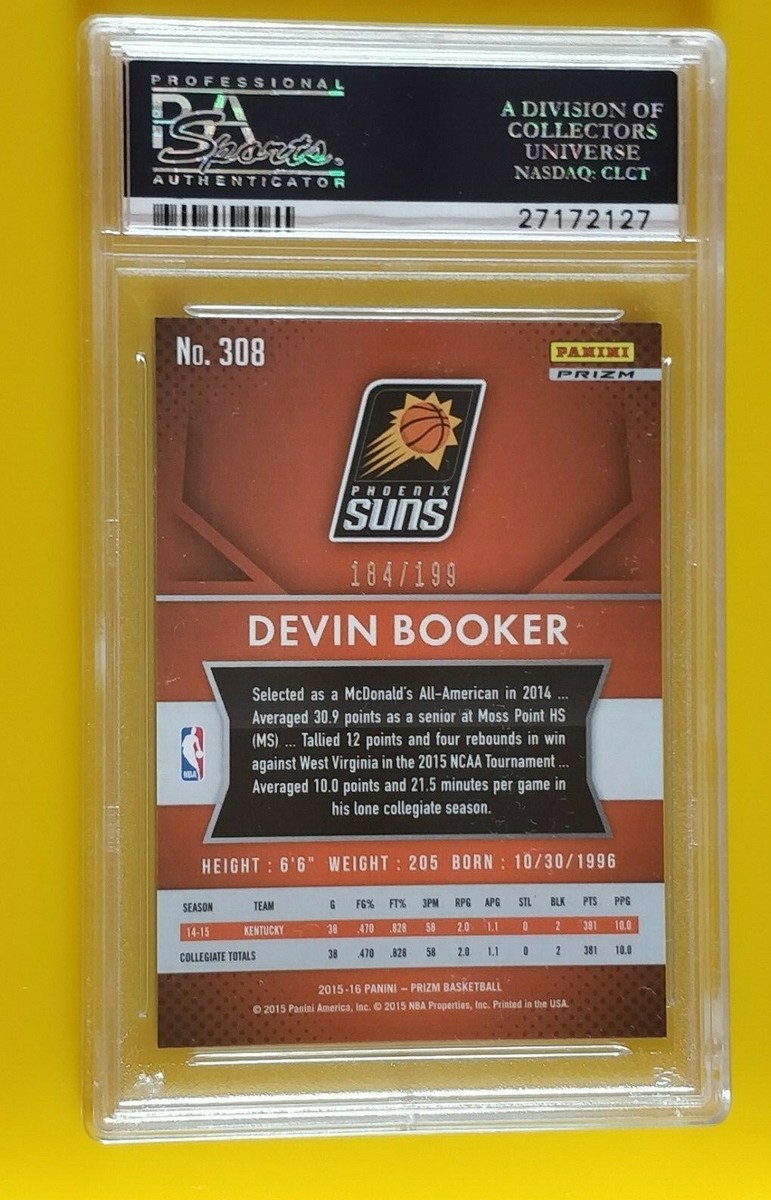 PROFESSIONAL
PSA
Sports.
AUTHENTICATOR
A DIVISION OF
COLLECTORS
UNIVERSE
NASDAQ: CLCT
27172127
No. 308
PANINI
PRIZM
PHOENIX
SUNS
184/199
DEVIN BOOKER
Selected as a McDonald's All-American in 2014 ...
Averaged 30.9 points as a senior at Moss Point HS
(MS) ... Tallied 12 points and four rebounds in win
against West Virginia in the 2015 NCAA Tournament ...
Averaged 10.0 points and 21.5 minutes per game in
his lone collegiate season.
NBA
HEIGHT : 6'6" WEIGHT : 205 BORN : 10/30/1996
SEASON TEAM G FG% FT% 3PM RPG APG STL BLK PTS PPG
14-15 KENTUCKY 38 .470 .828 58 2.0 1.1 0 2 381 10.0
COLLEGIATE TOTALS 38 .470 .828 58 2.0 1.1 0 2 381 10.0
2015-16 PANINI – PRIZM BASKETBALL
© 2015 Panini America, Inc. © 2015 NBA Properties, Inc. Printed in the USA.